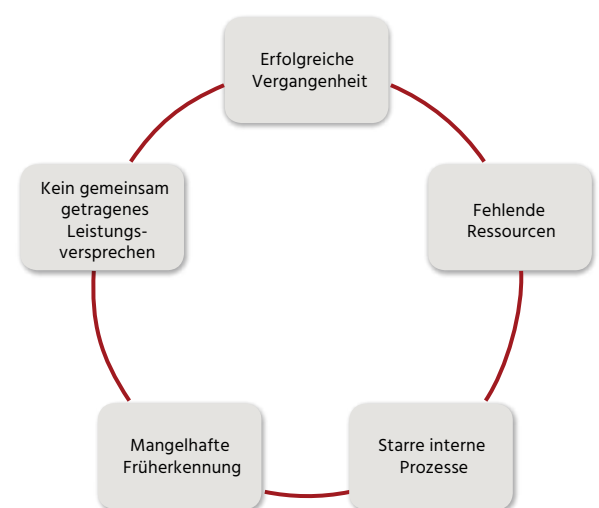 Erfolgreiche
Vergangenheit
Kein gemeinsam
getragenes
Leistungs-
versprechen
Fehlende
Ressourcen
Mangelhafte
Früherkennung
Starre interne
Prozesse